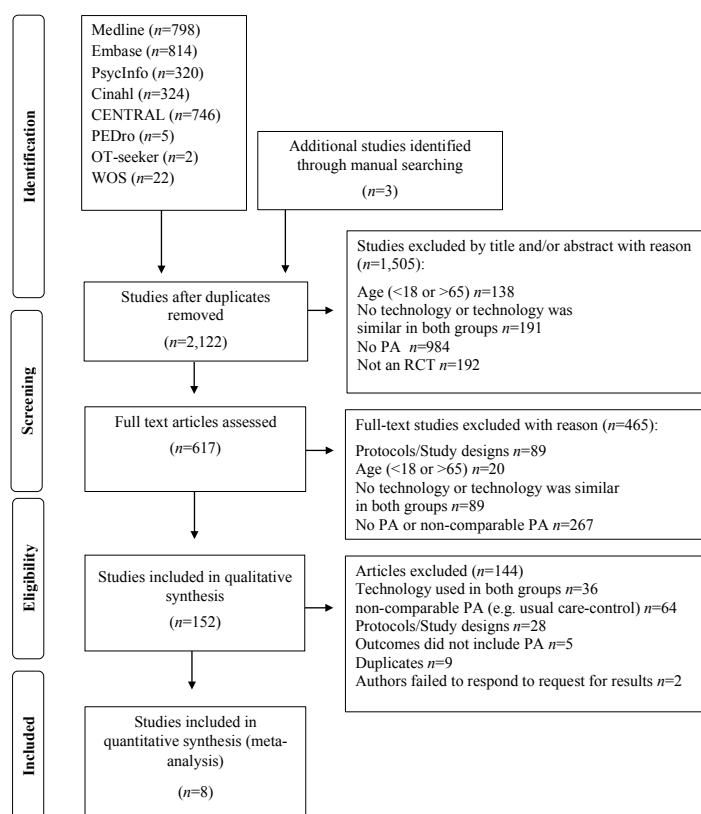 Identification
Medline (n=798)
Embase (n=814)
PsycInfo (n=320)
Cinahl (n=324)
CENTRAL (n=746)
PEDro (n=5)
OT-seeker (n=2)
WOS (n=22)
Additional studies identified
through manual searching
(n=3)
Studies after duplicates
removed
(n=2,122)
Studies excluded by title and/or abstract with reason
(n=1,505):
Age (<18 or >65) n=138
No technology or technology was
similar in both groups n=191
No PA n=984
Not an RCT n=192
Screening
Full text articles assessed
(n=617)
Full-text studies excluded with reason (n=465):
Protocols/Study designs n=89
Age (<18 or >65) n=20
No technology or technology was similar
in both groups n=89
No PA or non-comparable PA n=267
Eligibility
Studies included in qualitative
synthesis
(n=152)
Articles excluded (n=144)
Technology used in both groups n=36
non-comparable PA (e.g. usual care-control) n=64
Protocols/Study designs n=28
Outcomes did not include PA n=5
Duplicates n=9
Authors failed to respond to request for results n=2
Included
Studies included in
quantitative synthesis (meta-
analysis)
(n=8)